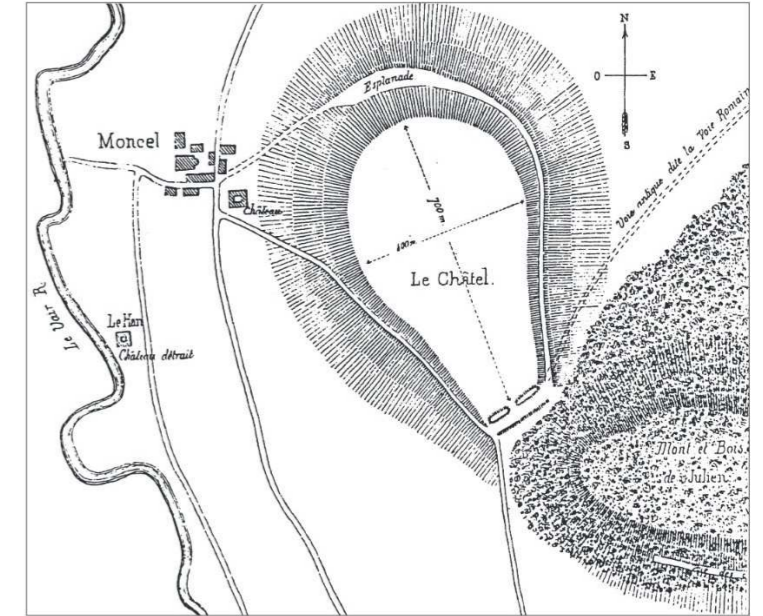 N
O
E
S
Esplanade
Moncel
Voie antique dite la Voie Romain
700 m
400 m
Château
Le Châtel.
Le Vair R.
Le Han
Château détruit
Mont et Bois
de Julien